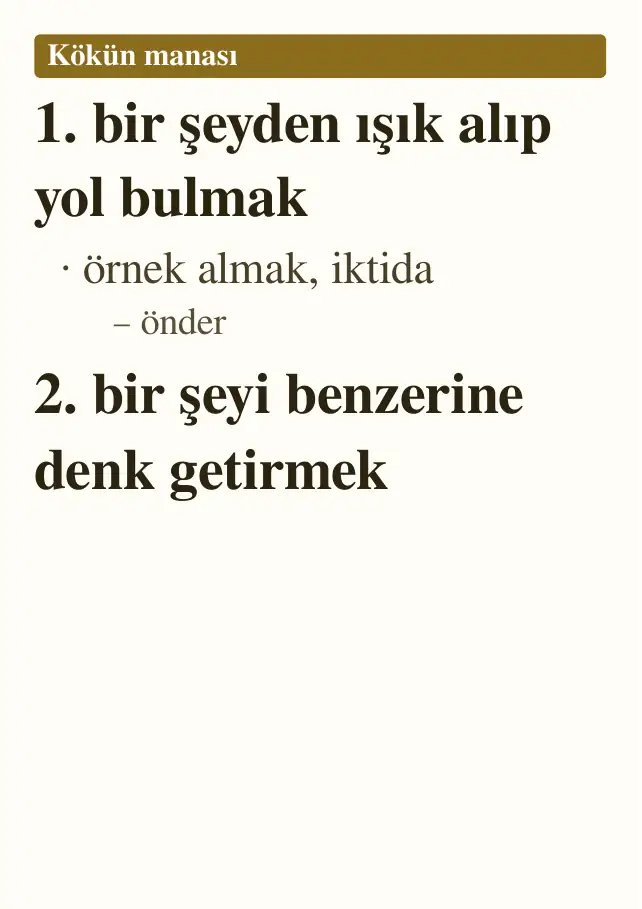 Kökün manası
1. bir şeyden ışık alıp
yol bulmak
· örnek almak, iktida
– önder
2. bir şeyi benzerine
denk getirmek